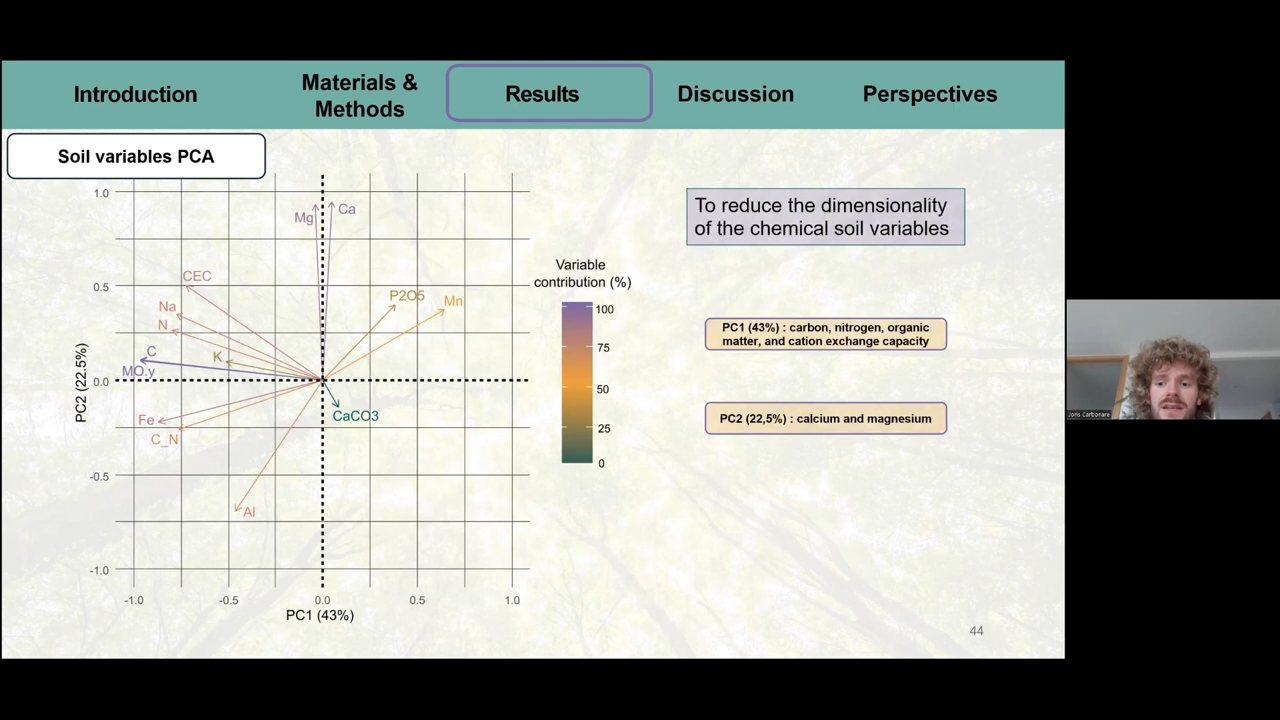 Introduction
Materials &
Methods
Results
Discussion
Perspectives
Soil variables PCA
To reduce the dimensionality
of the chemical soil variables
Variable
contribution (%)
100
75
50
25
0
PC1 (43%) : carbon, nitrogen, organic
matter, and cation exchange capacity
PC2 (22,5%) : calcium and magnesium
1.0
0.5
0.0
-0.5
-1.0
PC2 (22.5%)
Mg
Ca
CEC
Na
N
C
MO.y
K
P2O5
Mn
CaCO3
Fe
C_N
Al
-1.0
-0.5
0.0
0.5
1.0
PC1 (43%)
44
Joris Carbonare